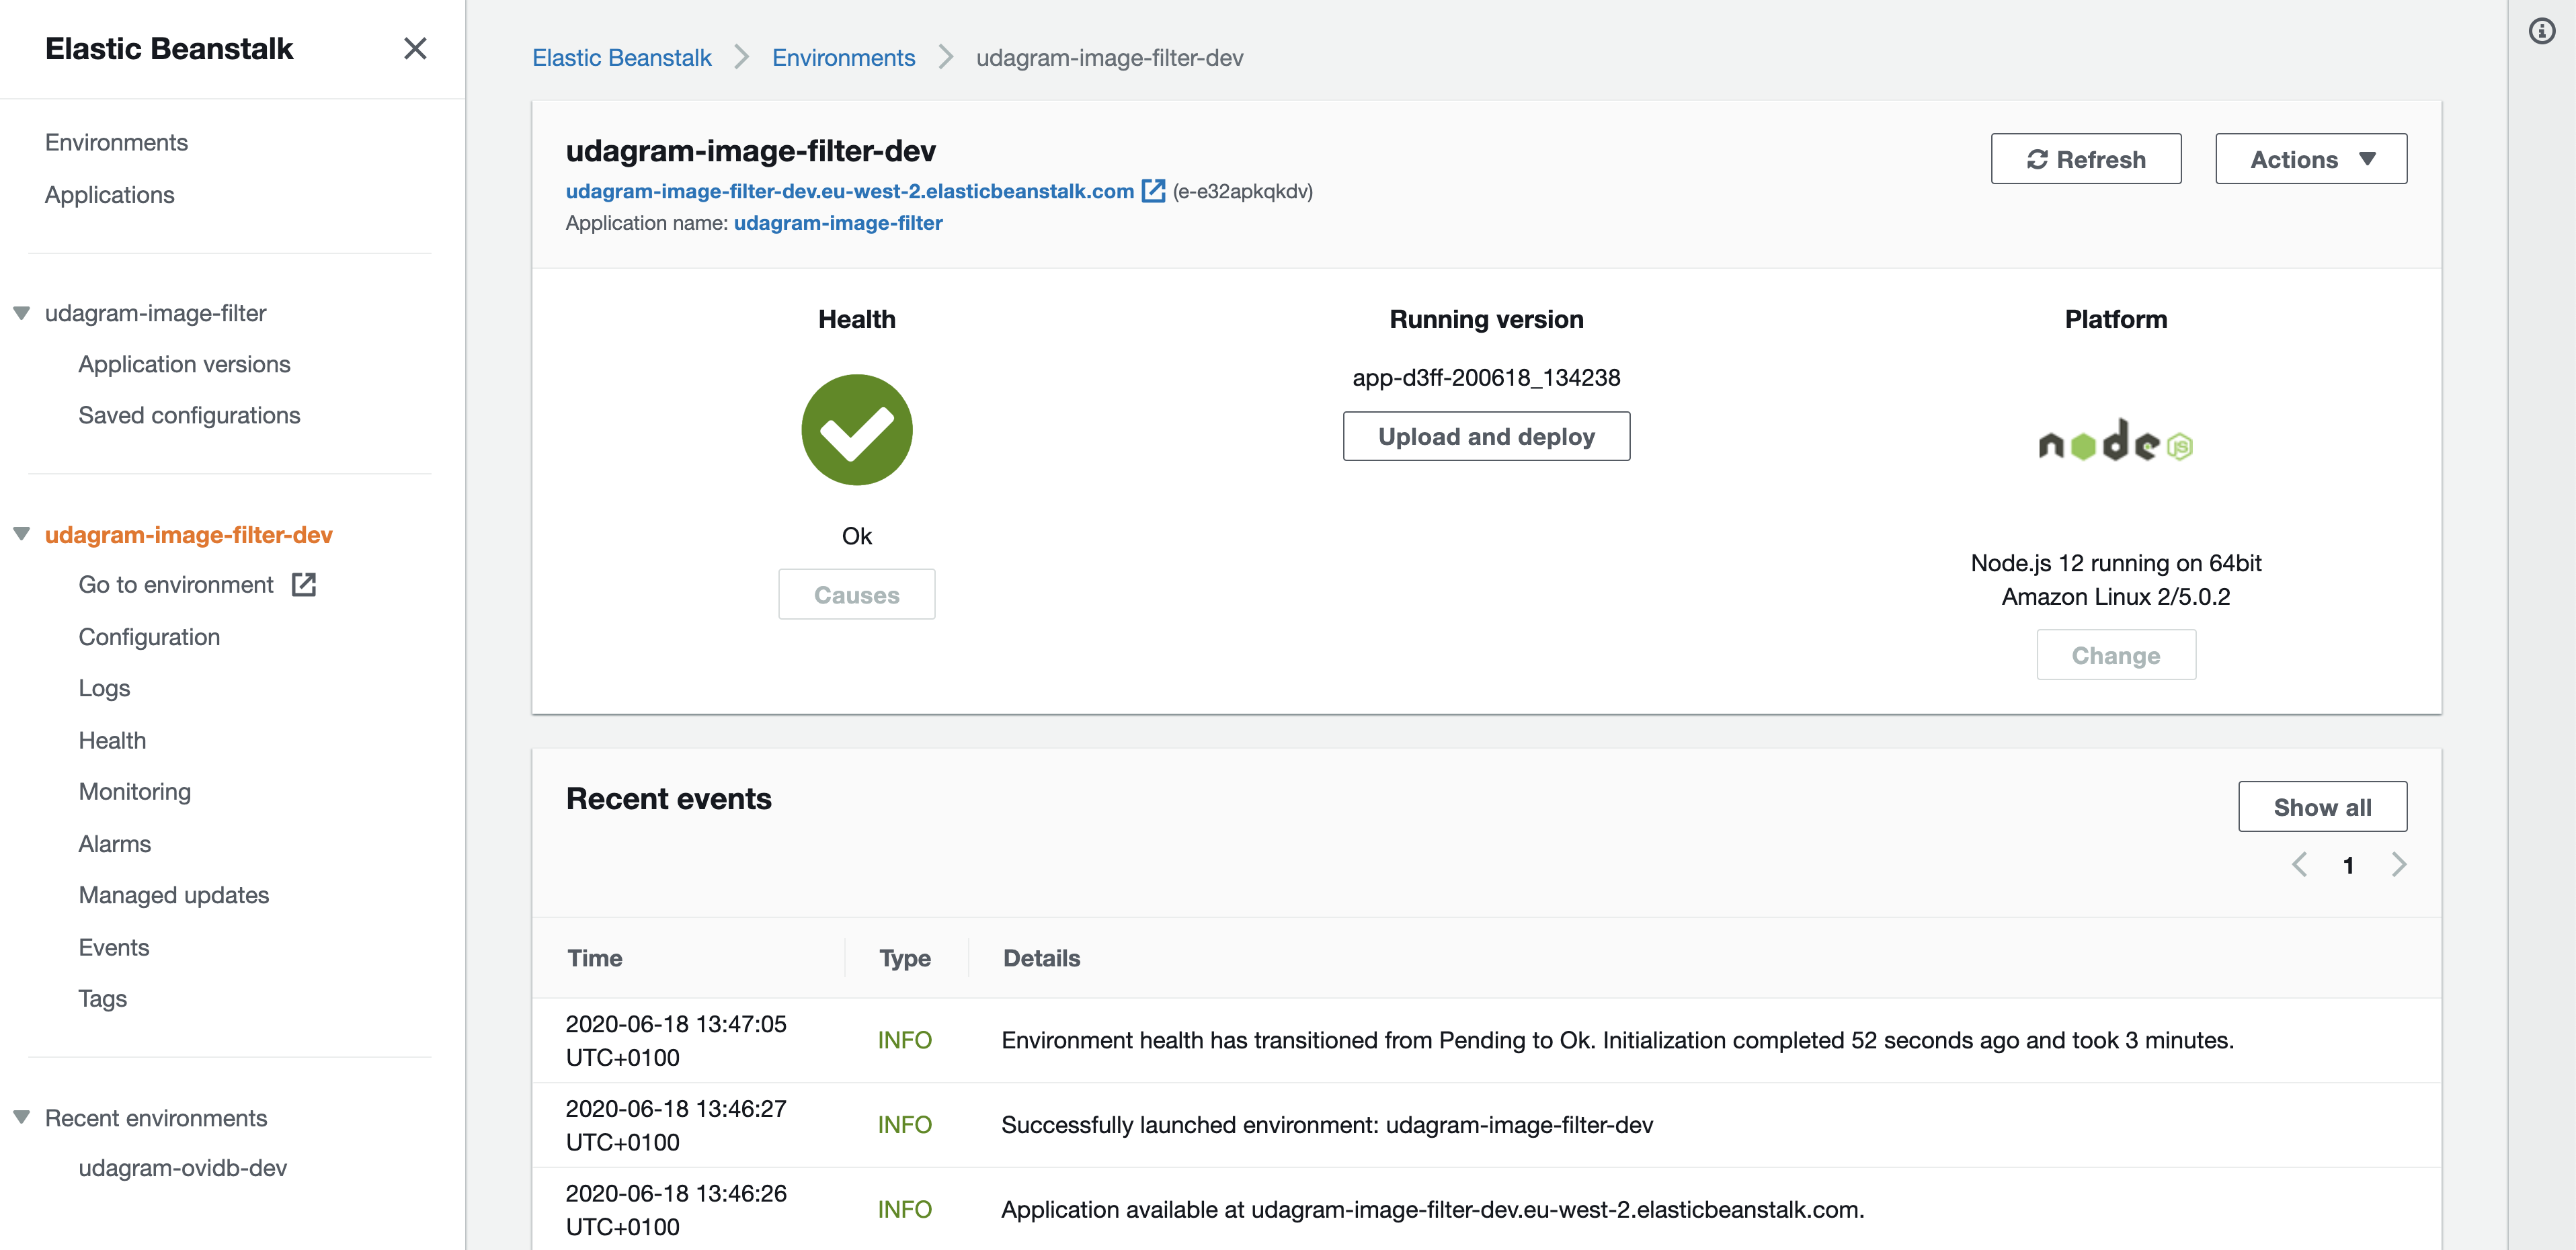 Elastic Beanstalk
Environments
Applications
udagram-image-filter
Application versions
Saved configurations
udagram-image-filter-dev
Go to environment
Configuration
Logs
Health
Monitoring
Alarms
Managed updates
Events
Tags
Recent environments
udagram-ovidb-dev
Elastic Beanstalk > Environments > udagram-image-filter-dev
udagram-image-filter-dev
udagram-image-filter-dev.eu-west-2.elasticbeanstalk.com (e-e32apkqkdv)
Application name: udagram-image-filter
Refresh
Actions
Health
Ok
Causes
Running version
app-d3ff-200618_134238
Upload and deploy
Platform
node JS
Node.js 12 running on 64bit
Amazon Linux 2/5.0.2
Change
Recent events
Show all
1
Time Type Details
2020-06-18 13:47:05
UTC+0100
INFO
Environment health has transitioned from Pending to Ok. Initialization completed 52 seconds ago and took 3 minutes.
2020-06-18 13:46:27
UTC+0100
INFO
Successfully launched environment: udagram-image-filter-dev
2020-06-18 13:46:26
UTC+0100
INFO
Application available at udagram-image-filter-dev.eu-west-2.elasticbeanstalk.com.